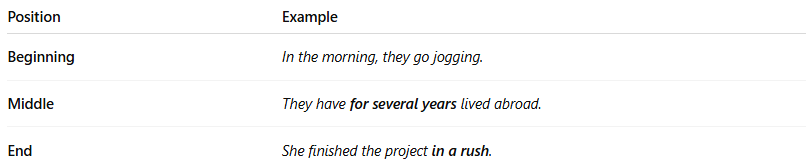 Position Example
Beginning In the morning, they go jogging.
Middle They have for several years lived abroad.
End She finished the project in a rush.